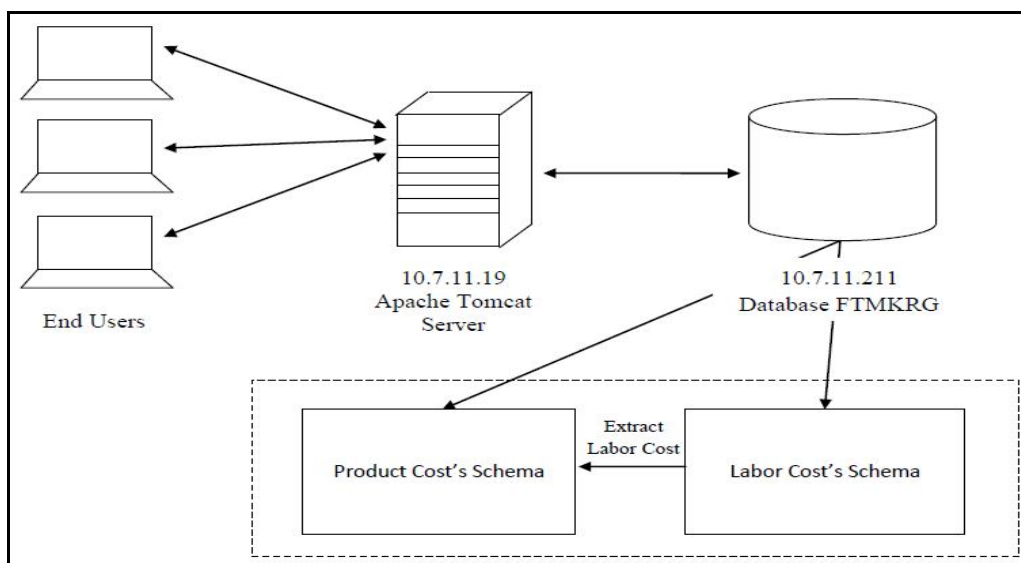 End Users
10.7.11.19
Apache Tomcat
Server
10.7.11.211
Database FTMKRG
Product Cost's Schema
Extract
Labor Cost
Labor Cost's Schema